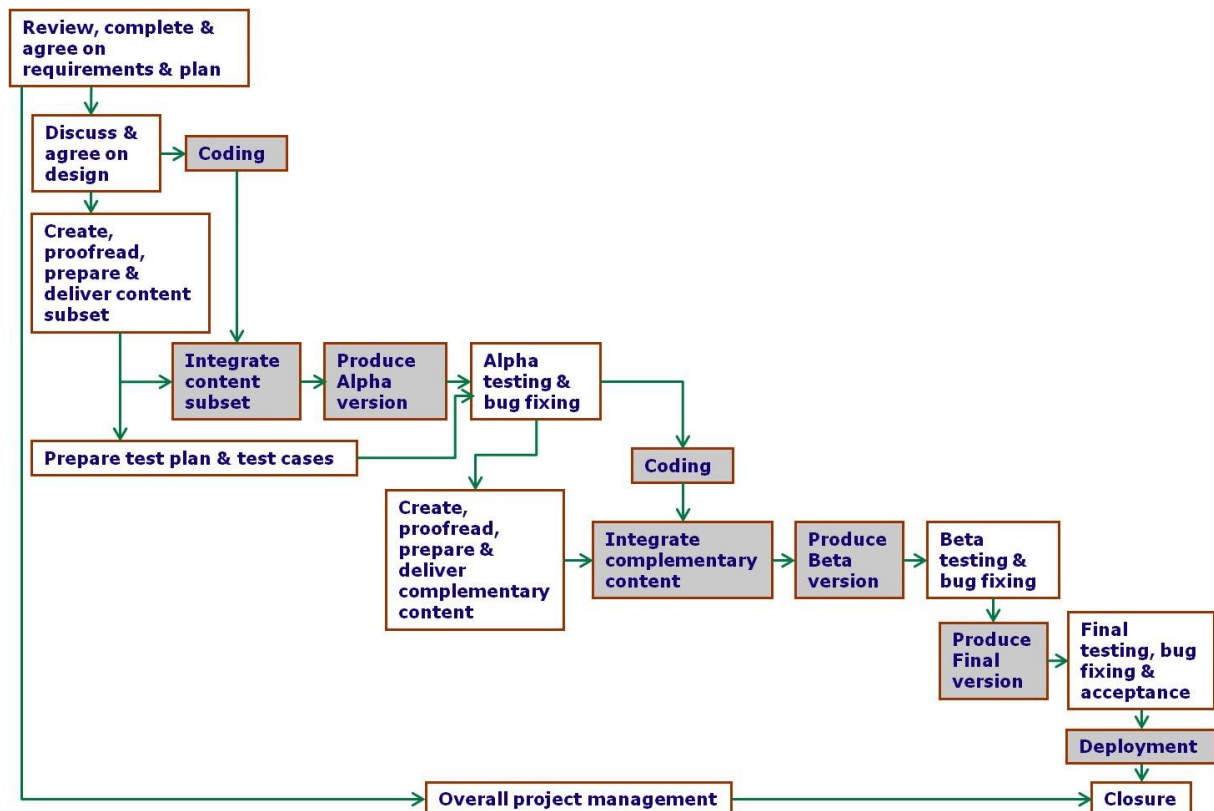 Review, complete &
agree on
requirements & plan
Discuss &
agree on
design
Coding
Create,
proofread,
prepare &
deliver content
subset
Integrate
content
subset
Produce
Alpha
version
Alpha
testing &
bug fixing
Prepare test plan & test cases
Coding
Create,
proofread,
prepare &
deliver
complementary
content
Integrate
complementary
content
Produce
Beta
version
Beta
testing &
bug fixing
Produce
Final
version
Final
testing, bug
fixing &
acceptance
Deployment
Overall project management
Closure